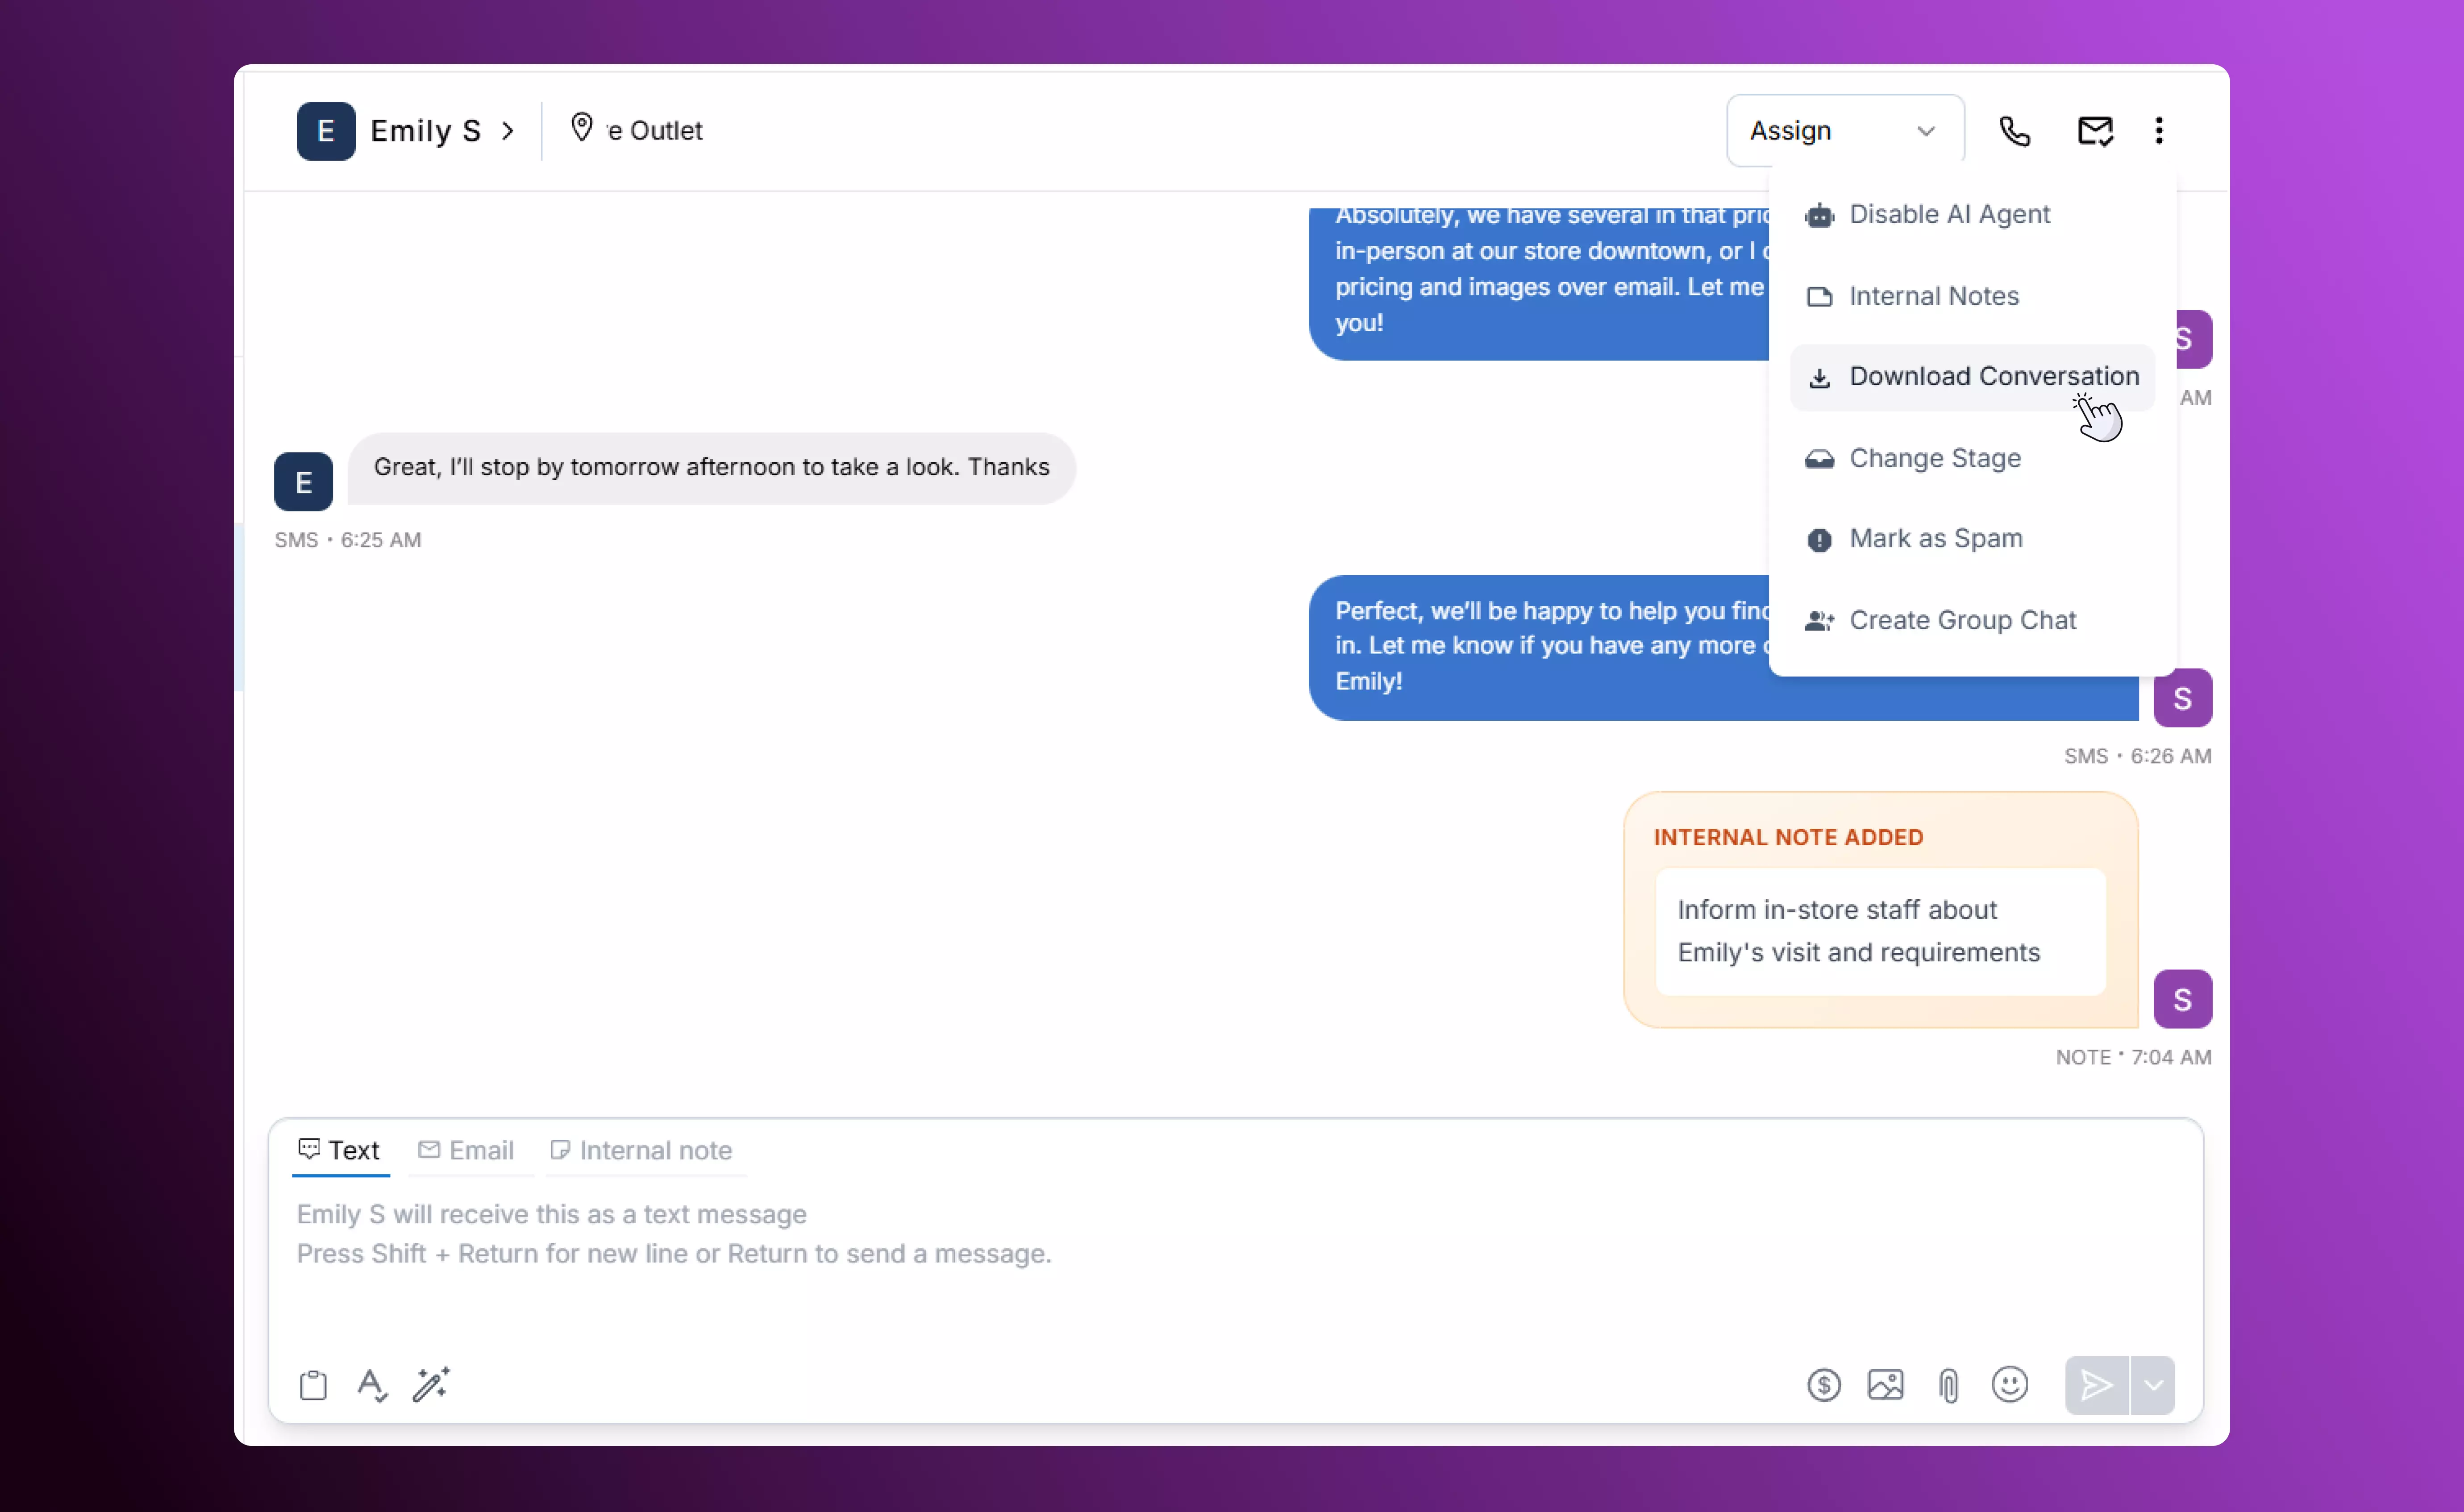 E Emily S
e Outlet
Assign
Absolutely, we have several in that
in-person at our store downtown, or I
pricing and images over email. Let me
you!
S
AM
Disable AI Agent
Internal Notes
Download Conversation
Change Stage
Mark as Spam
Create Group Chat
E
Great, I’ll stop by tomorrow afternoon to take a look. Thanks
SMS • 6:25 AM
Perfect, we’ll be happy to help you find
in. Let me know if you have any more
Emily!
S
SMS • 6:26 AM
INTERNAL NOTE ADDED
Inform in-store staff about
Emily's visit and requirements
S
NOTE • 7:04 AM
Text Email Internal note
Emily S will receive this as a text message
Press Shift + Return for new line or Return to send a message.